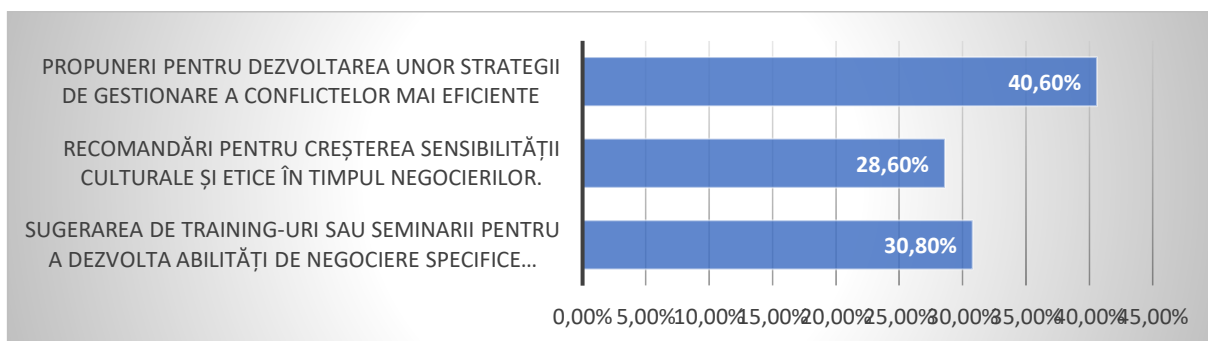 PROPUNERI PENTRU DEZVOLTAREA UNOR STRATEGII
DE GESTIONARE A CONFLICTELOR MAI EFICIENTE
40,60%
RECOMANDĂRI PENTRU CREȘTEREA SENSIBILITĂȚII
CULTURALE ȘI ETICE ÎN TIMPUL NEGOCIERILOR.
28,60%
SUGERAREA DE TRAINING-URI SAU SEMINARII PENTRU
A DEZVOLTA ABILITĂȚI DE NEGOCIERE SPECIFICE…
30,80%
0,00% 5,00% 10,00% 15,00% 20,00% 25,00% 30,00% 35,00% 40,00% 45,00%